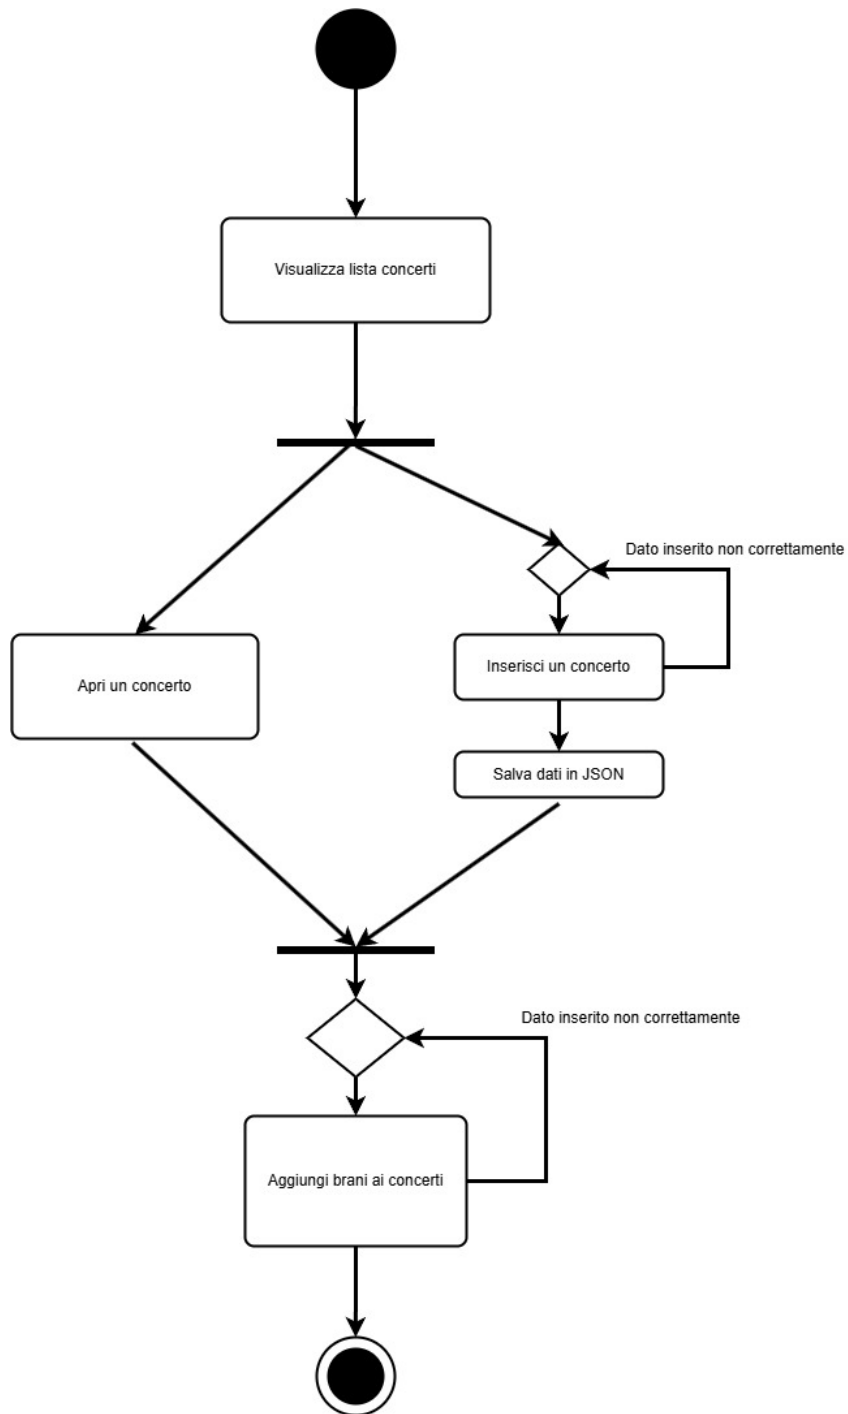 Visualizza lista concerti
Dato inserito non correttamente
Inserisci un concerto
Apri un concerto
Salva dati in JSON
Dato inserito non correttamente
Aggiungi brani ai concerti